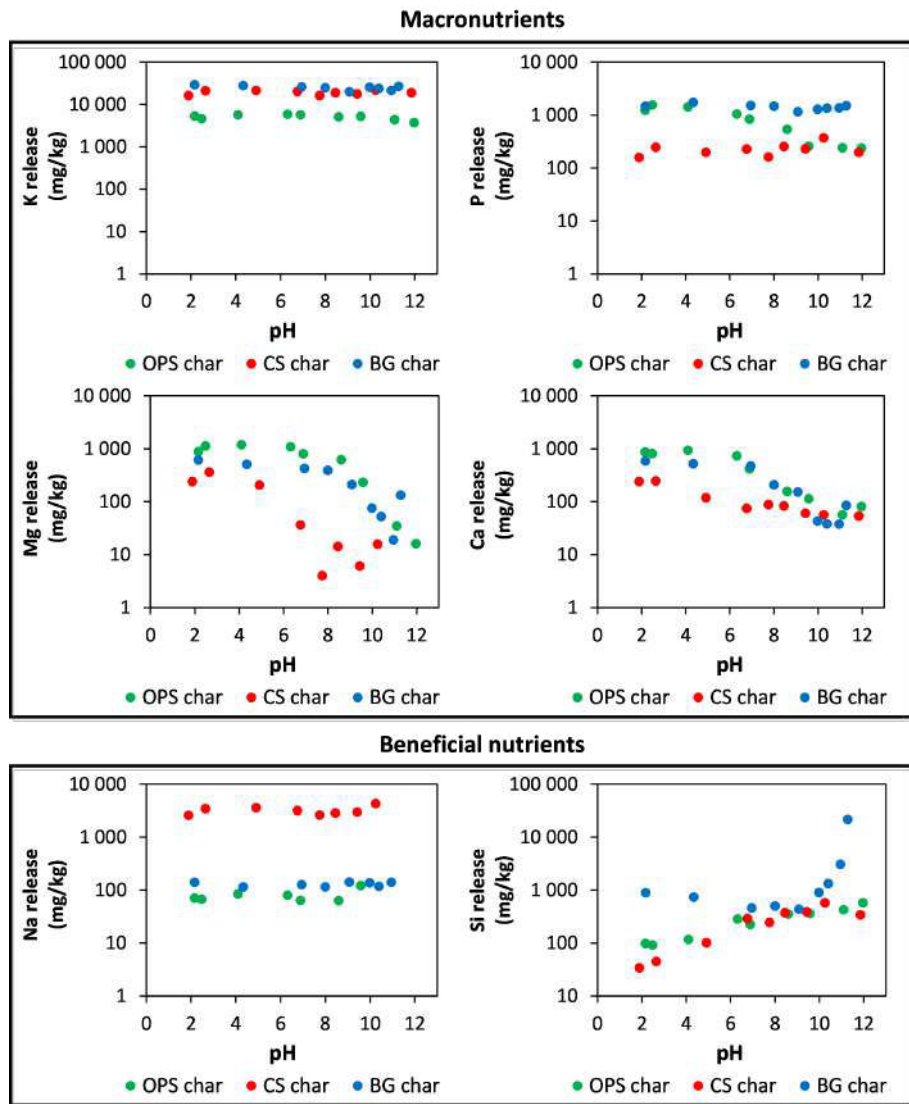 Macronutrients
K release
(mg/kg)
100 000
10 000
1 000
100
10
1
0 2 4 6 8 10 12
pH
OPS char CS char BG char
P release
(mg/kg)
10 000
1 000
100
10
1
0 2 4 6 8 10 12
pH
OPS char CS char BG char
Mg release
(mg/kg)
10 000
1 000
100
10
1
0 2 4 6 8 10 12
pH
OPS char CS char BG char
Ca release
(mg/kg)
10 000
1 000
100
10
1
0 2 4 6 8 10 12
pH
OPS char CS char BG char
Beneficial nutrients
Na release
(mg/kg)
10 000
1 000
100
10
1
0 2 4 6 8 10 12
pH
OPS char CS char BG char
Si release
(mg/kg)
100 000
10 000
1 000
100
10
0 2 4 6 8 10 12
pH
OPS char CS char BG char